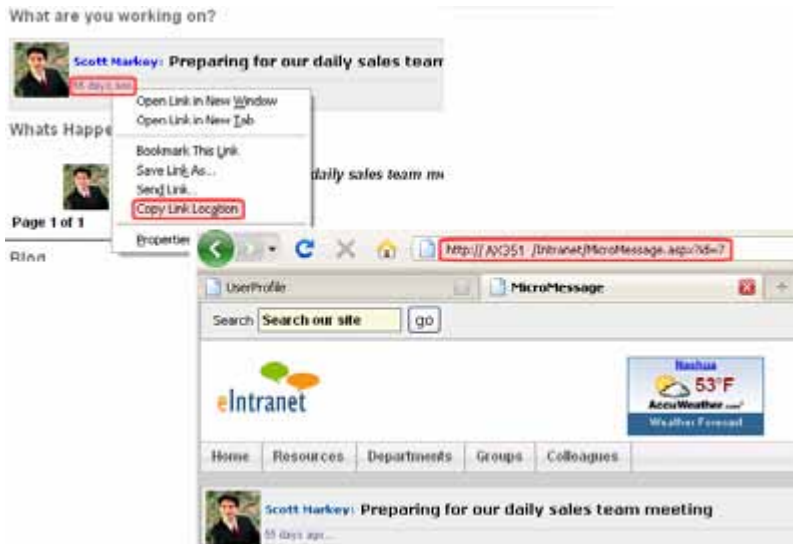 What are you working on?
Scott Markey: Preparing for our daily sales team
55 days ago
Open Link in New Window
Open Link in New Tab
Whats Happe
Bookmark This Link
Save Link As...
daily sales team me
Send Link...
Copy Link Location
Page 1 of 1
Properties
Blog
http://AX351 /Intranet/MicroMessage.aspx?id=7
UserProfile
MicroMessage
Search Search our site go
eIntranet
Nashua
53°F
AccuWeather.com
Weather Forecast
Home Resources Departments Groups Colleagues
Scott Markey: Preparing for our daily sales team meeting
55 days ago...